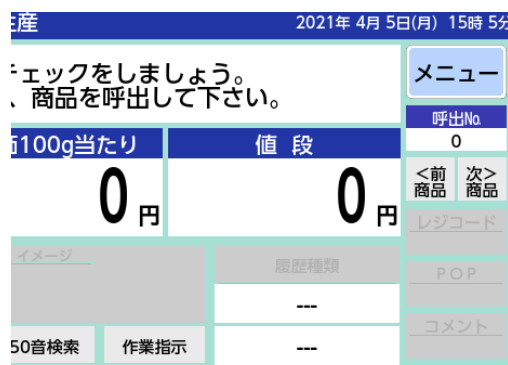 生産 2021年 4月 5日(月) 15時 5分
チェックをしましょう。
、商品を呼出して下さい。
メニュー
呼出No.
0
価100g当たり 値 段
0円 0円
<前商品 次>商品
レジコード
イメージ 履歴種類
POP
---
コメント
50音検索 作業指示 ---